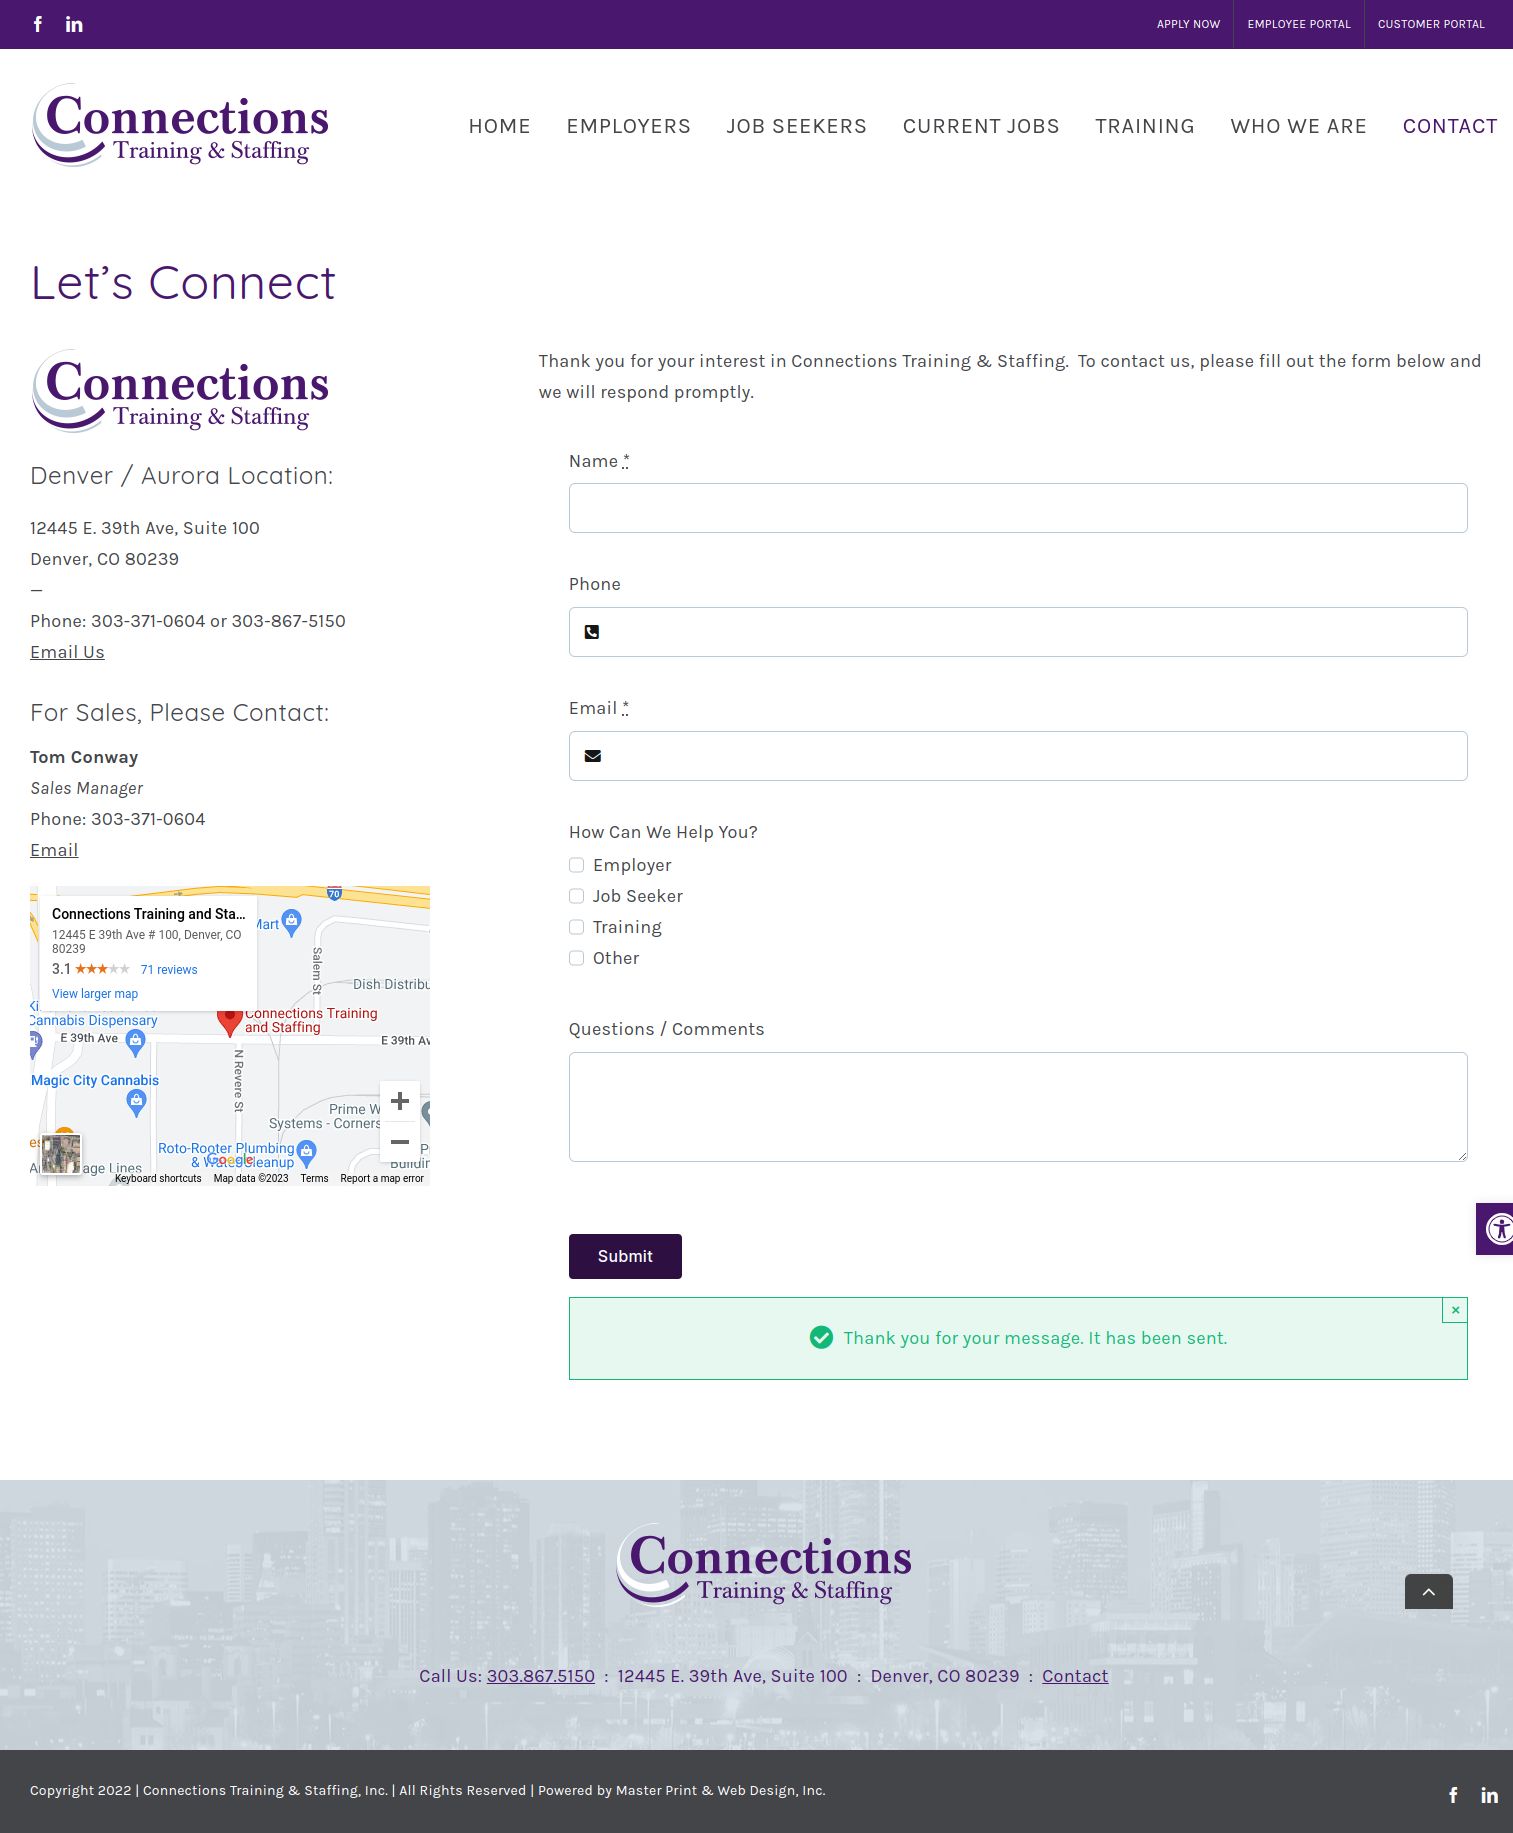 APPLY NOW
EMPLOYEE PORTAL
CUSTOMER PORTAL
Connections
Training & Staffing
HOME
EMPLOYERS
JOB SEEKERS
CURRENT JOBS
TRAINING
WHO WE ARE
CONTACT
Let's Connect
Connections
Training & Staffing
Denver / Aurora Location:
12445 E. 39th Ave, Suite 100
Denver, CO 80239
—
Phone: 303-371-0604 or 303-867-5150
Email Us
For Sales, Please Contact:
Tom Conway
Sales Manager
Phone: 303-371-0604
Email
70
Connections Training and Sta...
12445 E 39th Ave # 100, Denver, CO
80239
3.1
71 reviews
View larger map
Mart
Salem St
Dish Distribu
Cannabis Dispensary
Connections Training
and Staffing
E 39th Ave
E 39th Av
N Revere St
Magic City Cannabis
Prime W
Systems - Corners
Roto-Rooter Plumbing
& Water Cleanup
Google
age Lines
Keyboard shortcuts
Map data ©2023
Terms
Report a map error
Thank you for your interest in Connections Training & Staffing.  To contact us, please fill out the form below and
we will respond promptly.
Name *
Phone
Email *
How Can We Help You?
Employer
Job Seeker
Training
Other
Questions / Comments
Submit
×
Thank you for your message. It has been sent.
Connections
Training & Staffing
Call Us: 303.867.5150 : 12445 E. 39th Ave, Suite 100 : Denver, CO 80239 : Contact
Copyright 2022 | Connections Training & Staffing, Inc. | All Rights Reserved | Powered by Master Print & Web Design, Inc.